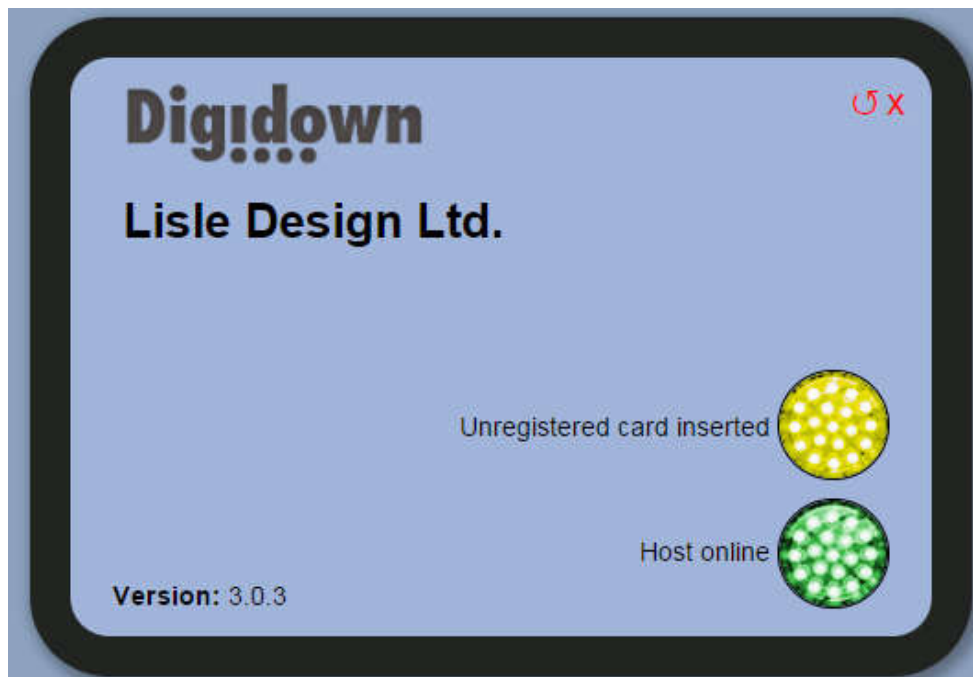 Digidown
X
Lisle Design Ltd.
Unregistered card inserted
Host online
Version: 3.0.3